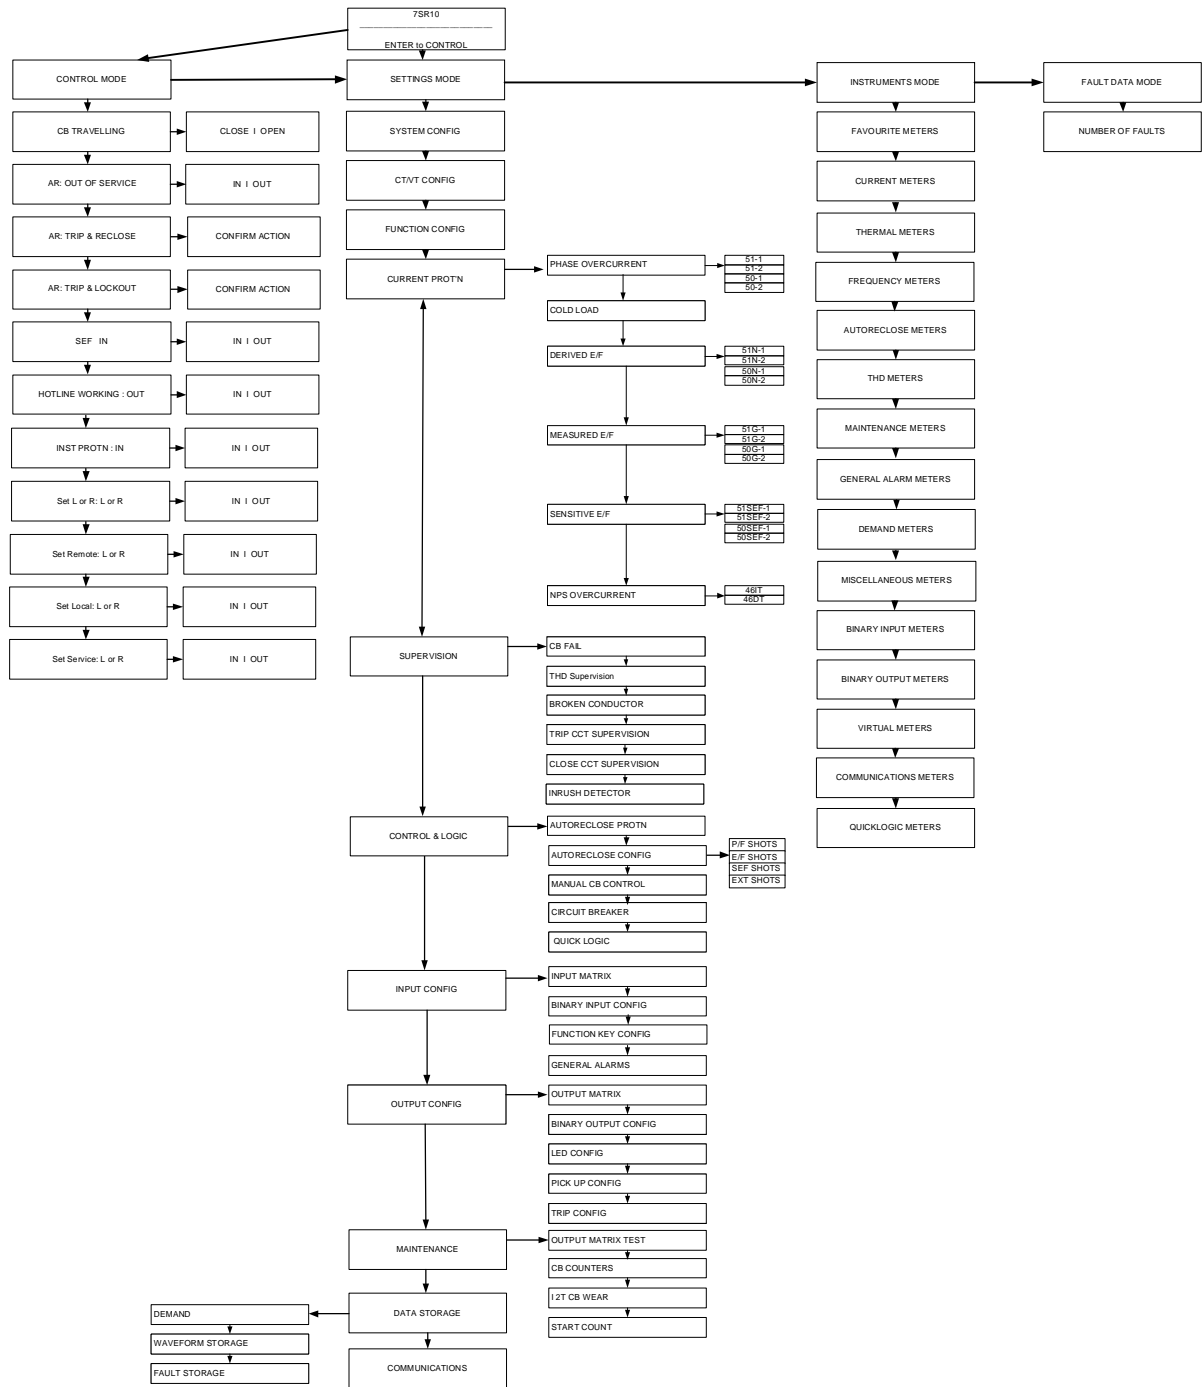 7SR10
ENTER to CONTROL
CONTROL MODE
SETTINGS MODE
INSTRUMENTS MODE
FAULT DATA MODE
CB TRAVELLING
CLOSE I OPEN
AR: OUT OF SERVICE
IN I OUT
AR: TRIP & RECLOSE
CONFIRM ACTION
AR: TRIP & LOCKOUT
CONFIRM ACTION
SEF IN
IN I OUT
HOTLINE WORKING : OUT
IN I OUT
INST PROTN : IN
IN I OUT
Set L or R: L or R
IN I OUT
Set Remote: L or R
IN I OUT
Set Local: L or R
IN I OUT
Set Service: L or R
IN I OUT
SYSTEM CONFIG
CT/VT CONFIG
FUNCTION CONFIG
CURRENT PROT'N
PHASE OVERCURRENT
51-1
51-2
50-1
50-2
COLD LOAD
DERIVED E/F
51N-1
51N-2
50N-1
50N-2
MEASURED E/F
51G-1
51G-2
50G-1
50G-2
SENSITIVE E/F
51SEF-1
51SEF-2
50SEF-1
50SEF-2
NPS OVERCURRENT
46IT
46DT
SUPERVISION
CB FAIL
THD Supervision
BROKEN CONDUCTOR
TRIP CCT SUPERVISION
CLOSE CCT SUPERVISION
INRUSH DETECTOR
CONTROL & LOGIC
AUTORECLOSE PROTN
AUTORECLOSE CONFIG
P/F SHOTS
E/F SHOTS
SEF SHOTS
EXT SHOTS
MANUAL CB CONTROL
CIRCUIT BREAKER
QUICK LOGIC
INPUT CONFIG
INPUT MATRIX
BINARY INPUT CONFIG
FUNCTION KEY CONFIG
GENERAL ALARMS
OUTPUT CONFIG
OUTPUT MATRIX
BINARY OUTPUT CONFIG
LED CONFIG
PICK UP CONFIG
TRIP CONFIG
MAINTENANCE
OUTPUT MATRIX TEST
CB COUNTERS
I 2T CB WEAR
START COUNT
DATA STORAGE
DEMAND
WAVEFORM STORAGE
FAULT STORAGE
COMMUNICATIONS
FAVOURITE METERS
CURRENT METERS
THERMAL METERS
FREQUENCY METERS
AUTORECLOSE METERS
THD METERS
MAINTENANCE METERS
GENERAL ALARM METERS
DEMAND METERS
MISCELLANEOUS METERS
BINARY INPUT METERS
BINARY OUTPUT METERS
VIRTUAL METERS
COMMUNICATIONS METERS
QUICKLOGIC METERS
NUMBER OF FAULTS